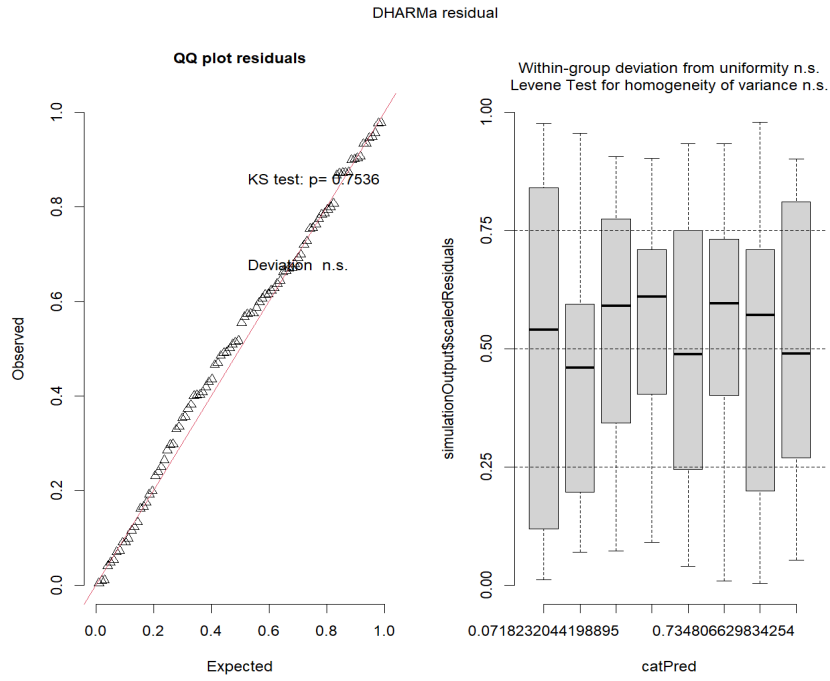 DHARMa residual
QQ plot residuals
KS test: p= 0.7536
Deviation n.s.
Observed
1.0
0.8
0.6
0.4
0.2
0.0
0.0 0.2 0.4 0.6 0.8 1.0
Expected
Within-group deviation from uniformity n.s.
Levene Test for homogeneity of variance n.s.
simulationOutput$scaledResiduals
1.00
0.75
0.50
0.25
0.00
0.0718232044198895 0.734806629834254
catPred